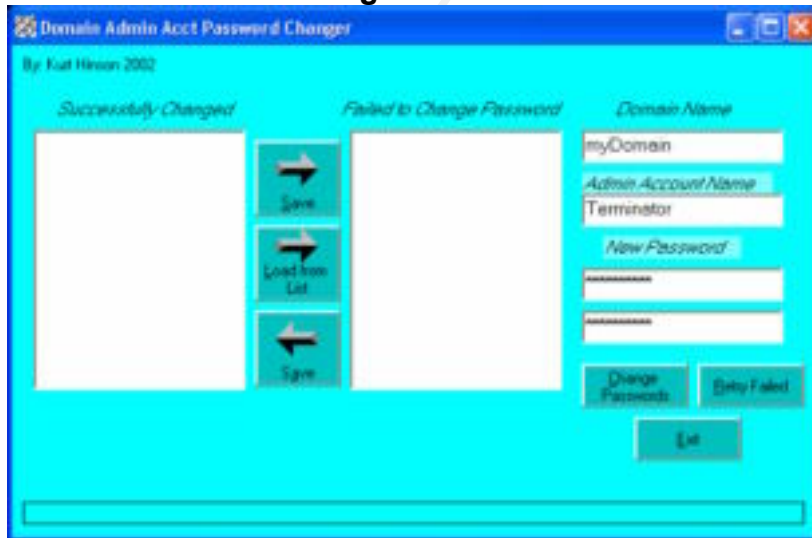 Domain Admin Acct Password Changer
By: Kurt Hinson 2002
Successfully Changed
Failed to Change Password
Domain Name
myDomain
Admin Account Name
Terminator
New Password
Save
Load from
List
Save
Change
Passwords
Retry Failed
Exit